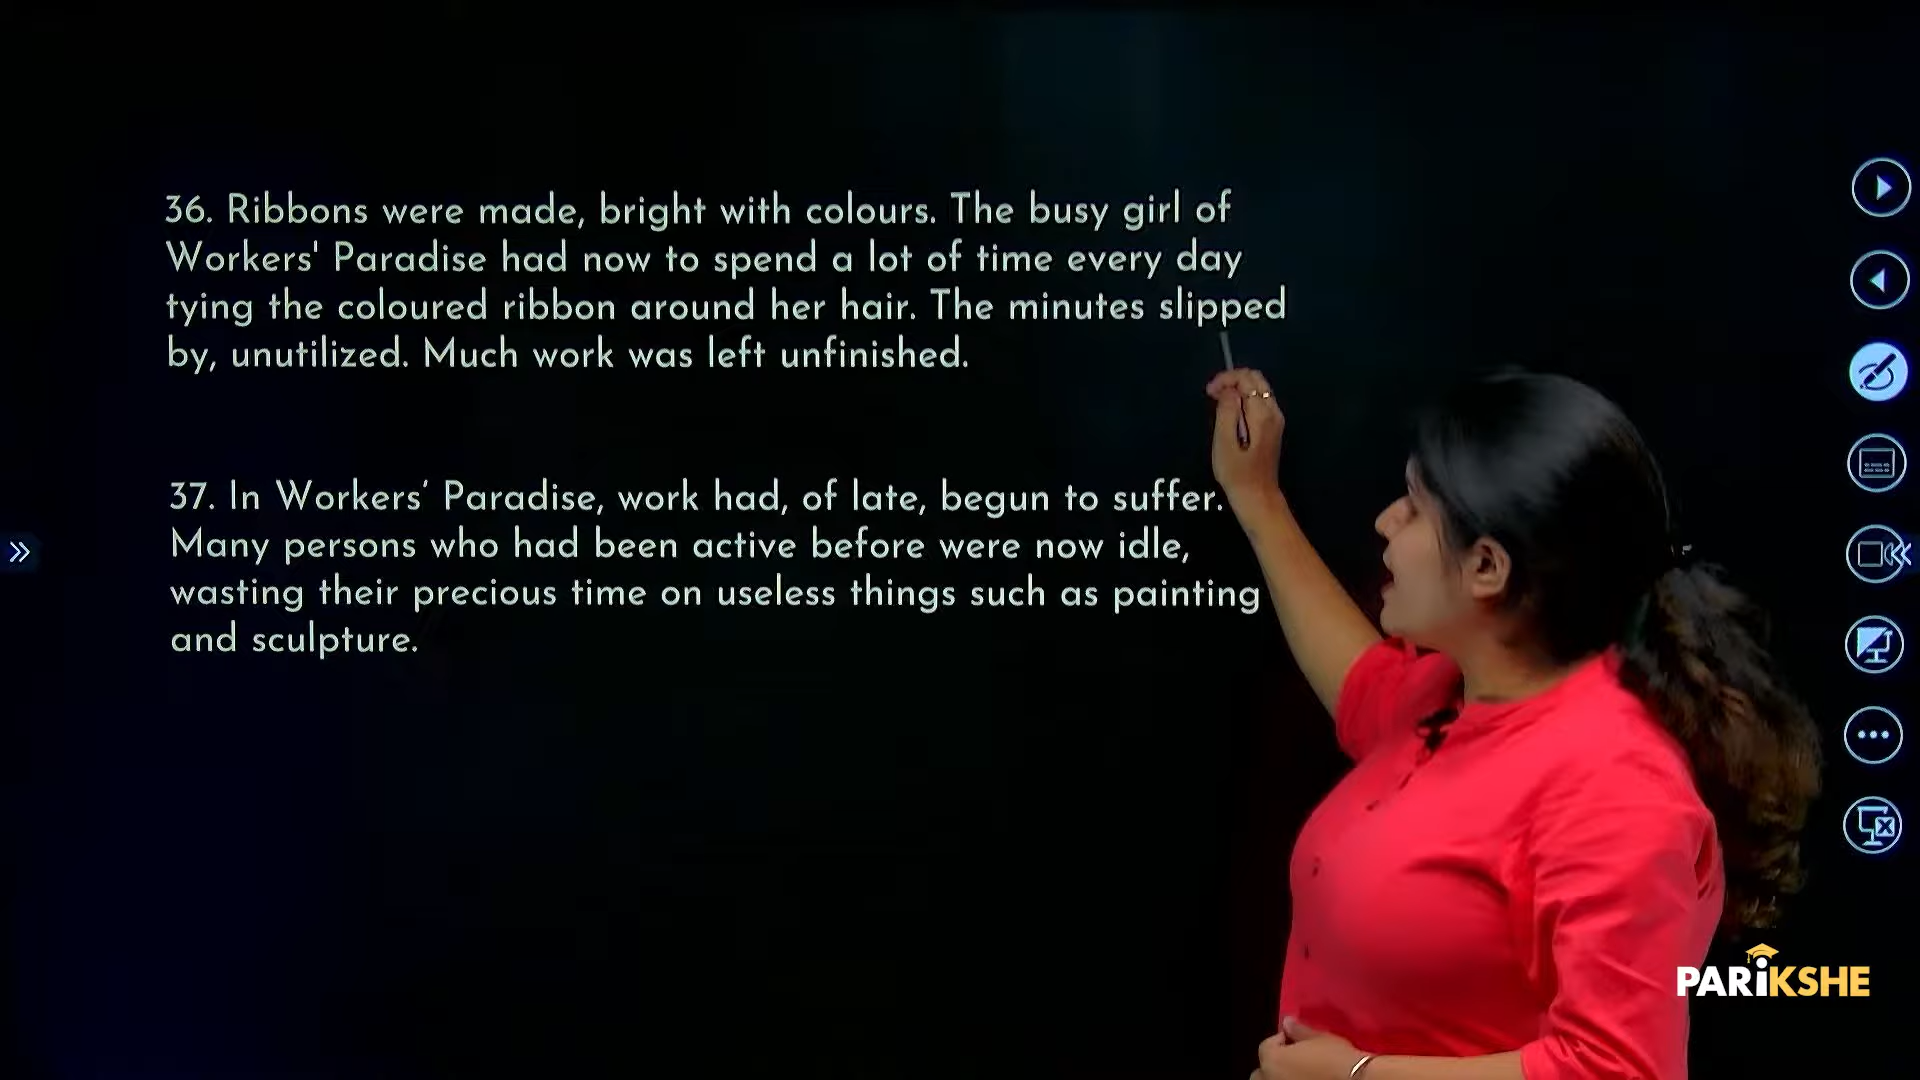 36. Ribbons were made, bright with colours. The busy girl of
Workers' Paradise had now to spend a lot of time every day
tying the coloured ribbon around her hair. The minutes slipped
by, unutilized. Much work was left unfinished.
37. In Workers’ Paradise, work had, of late, begun to suffer.
Many persons who had been active before were now idle,
wasting their precious time on useless things such as painting
and sculpture.
PARiKSHE